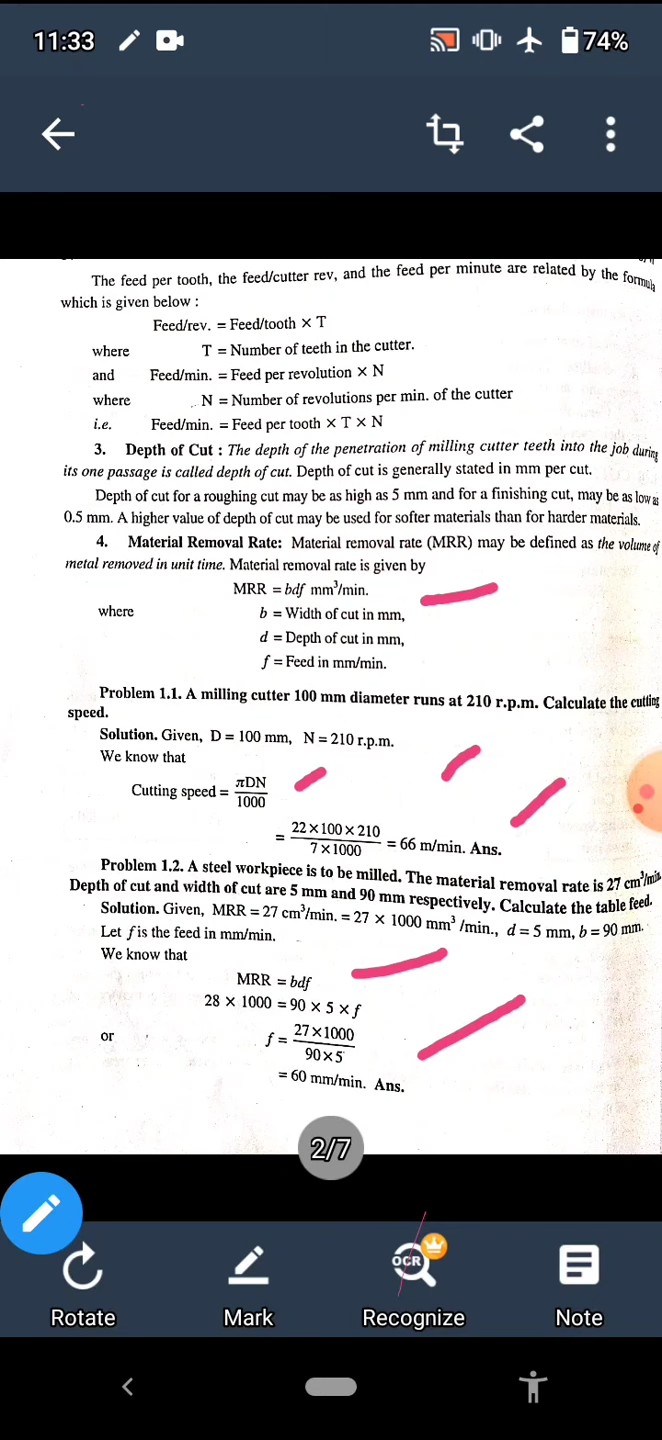 11:33
74%
The feed per tooth, the feed/cutter rev, and the feed per minute are related by the formula
which is given below :
Feed/rev. = Feed/tooth × T
where T = Number of teeth in the cutter.
and Feed/min. = Feed per revolution × N
where N = Number of revolutions per min. of the cutter
i.e. Feed/min. = Feed per tooth × T × N
3. Depth of Cut : The depth of the penetration of milling cutter teeth into the job during
its one passage is called depth of cut. Depth of cut is generally stated in mm per cut.
Depth of cut for a roughing cut may be as high as 5 mm and for a finishing cut, may be as low as
0.5 mm. A higher value of depth of cut may be used for softer materials than for harder materials.
4. Material Removal Rate: Material removal rate (MRR) may be defined as the volume of
metal removed in unit time. Material removal rate is given by
MRR = bdf mm³/min.
where b = Width of cut in mm,
d = Depth of cut in mm,
f = Feed in mm/min.
Problem 1.1. A milling cutter 100 mm diameter runs at 210 r.p.m. Calculate the cutting
speed.
Solution. Given, D = 100 mm, N = 210 r.p.m.
We know that
Cutting speed = πDN / 1000
= 22×100×210 / 7×1000 = 66 m/min. Ans.
Problem 1.2. A steel workpiece is to be milled. The material removal rate is 27 cm³/min.
Depth of cut and width of cut are 5 mm and 90 mm respectively. Calculate the table feed.
Solution. Given, MRR = 27 cm³/min. = 27 × 1000 mm³ /min., d = 5 mm, b = 90 mm.
Let f is the feed in mm/min.
We know that
MRR = bdf
28 × 1000 = 90 × 5 × f
or f = 27×1000 / 90×5
= 60 mm/min. Ans.
2/7
OCR
Rotate
Mark
Recognize
Note